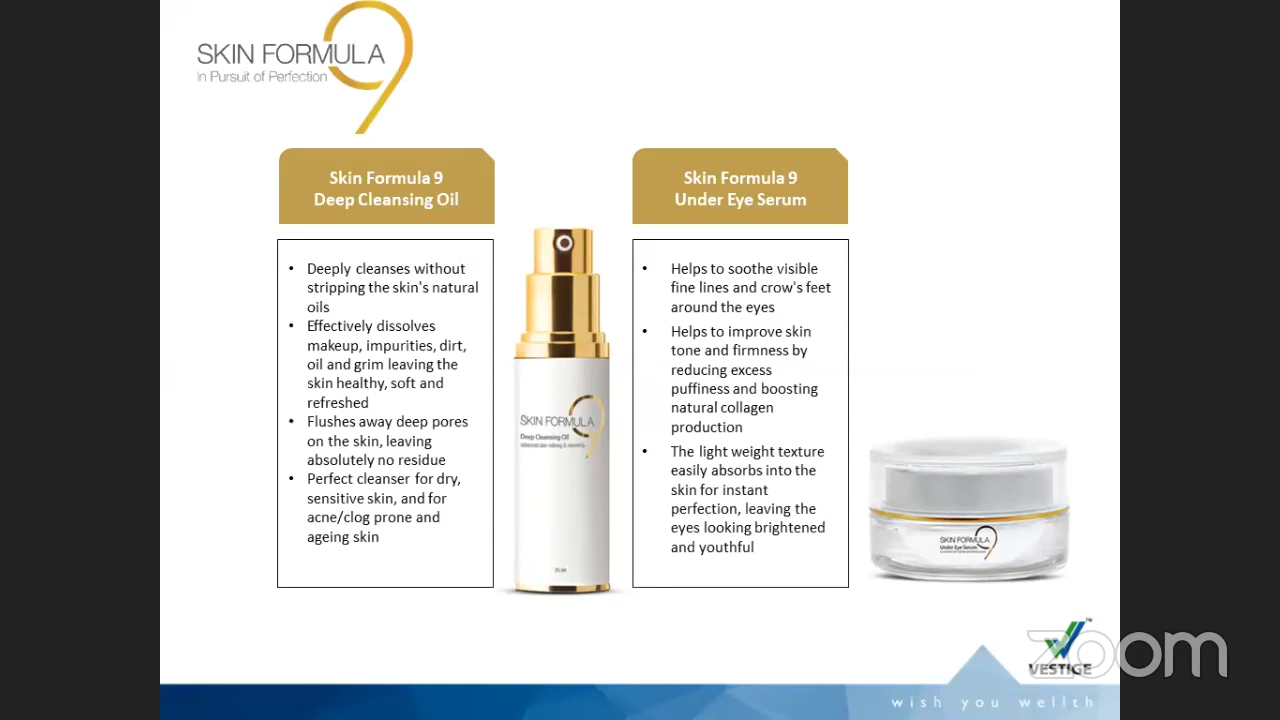 SKIN FORMULA 9
In Pursuit of Perfection
Skin Formula 9
Deep Cleansing Oil
• Deeply cleanses without
stripping the skin's natural
oils
• Effectively dissolves
makeup, impurities, dirt,
oil and grim leaving the
skin healthy, soft and
refreshed
• Flushes away deep pores
on the skin, leaving
absolutely no residue
• Perfect cleanser for dry,
sensitive skin, and for
acne/clog prone and
ageing skin
SKIN FORMULA 9
Deep Cleansing Oil
Skin Formula 9
Under Eye Serum
• Helps to soothe visible
fine lines and crow's feet
around the eyes
• Helps to improve skin
tone and firmness by
reducing excess
puffiness and boosting
natural collagen
production
• The light weight texture
easily absorbs into the
skin for instant
perfection, leaving the
eyes looking brightened
and youthful
SKIN FORMULA 9
Under Eye Serum
VESTIGE
TM
zoom
wish you wellth